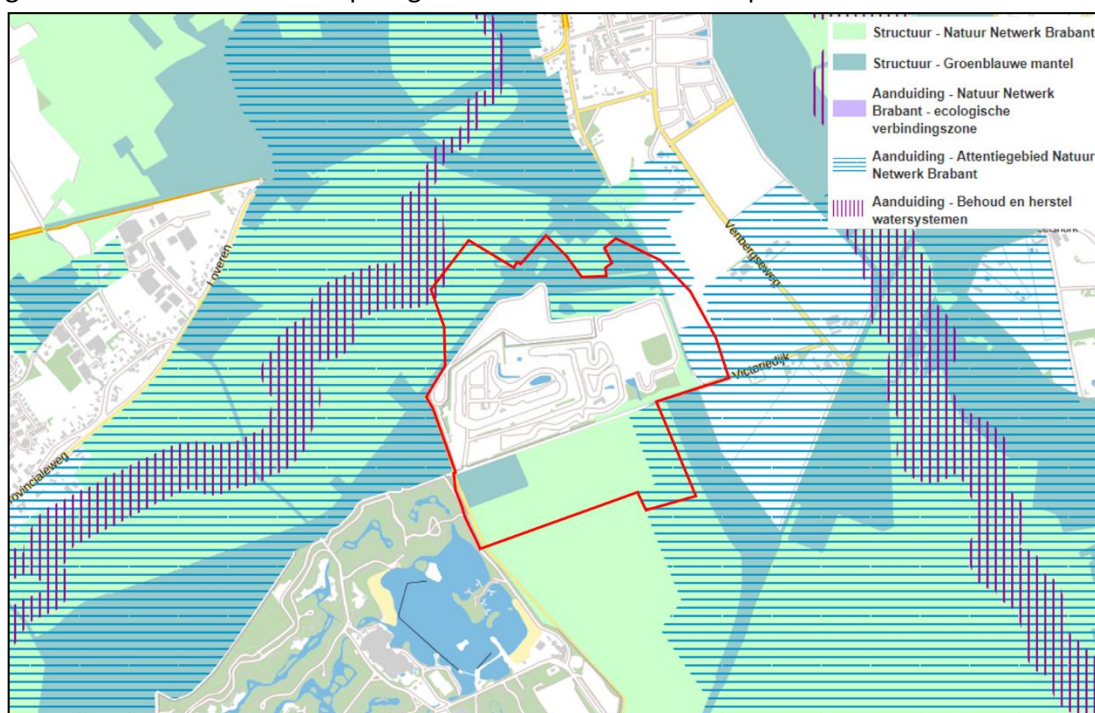 Structuur - Natuur Netwerk Brabant
Structuur - Groenblauwe mantel
Aanduiding - Natuur Netwerk
Brabant - ecologische
verbindingszone
Aanduiding - Attentiegebied Natuur
Netwerk Brabant
Aanduiding - Behoud en herstel
watersystemen
Loveren
Venbergseweg
Victoriedijk
rovincialeweg